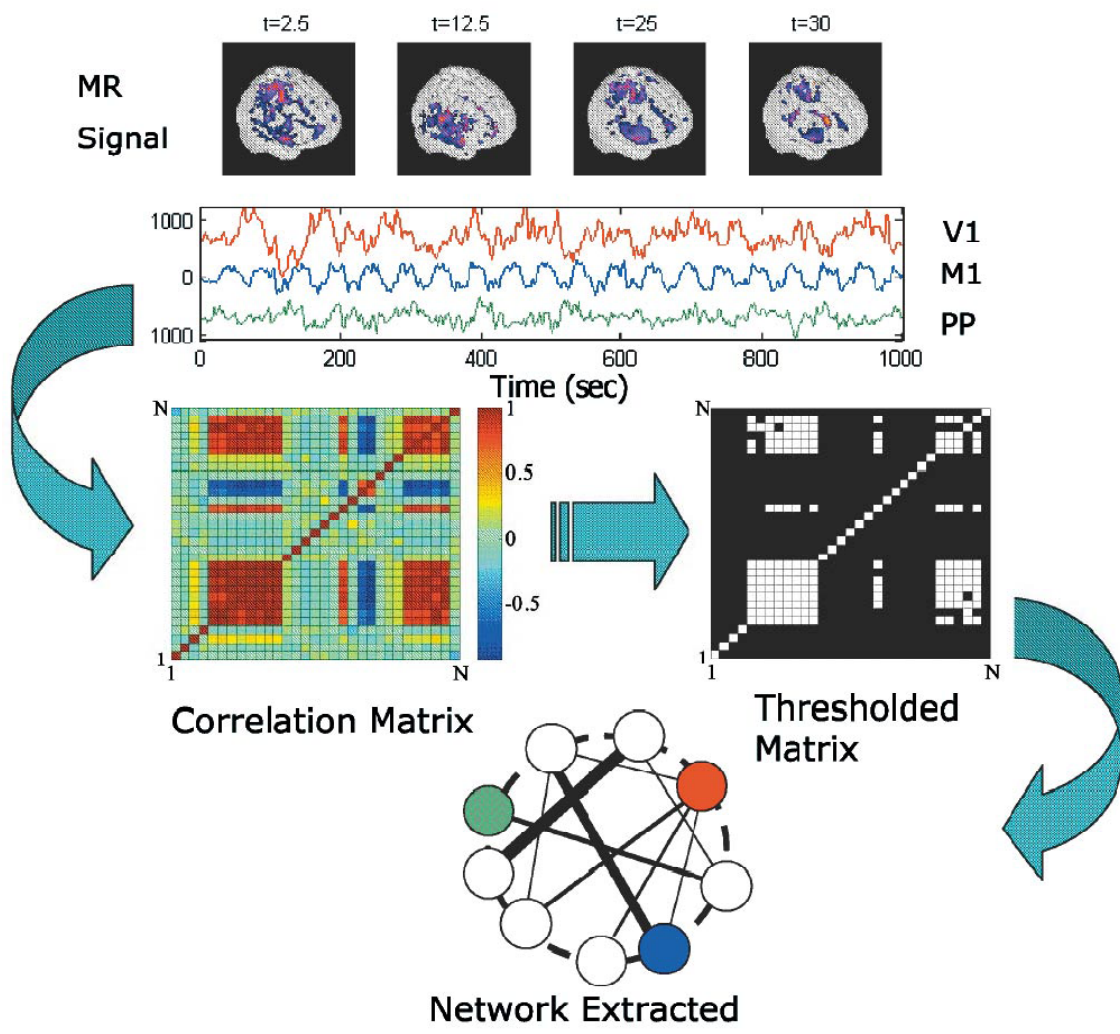 t=2.5 t=12.5 t=25 t=30
MR
Signal
1000
0
1000
V1
M1
PP
0 200 400 600 800 1000
Time (sec)
N
1
1 N
1
0.5
0
-0.5
N
1
1 N
Correlation Matrix
Thresholded
Matrix
Network Extracted